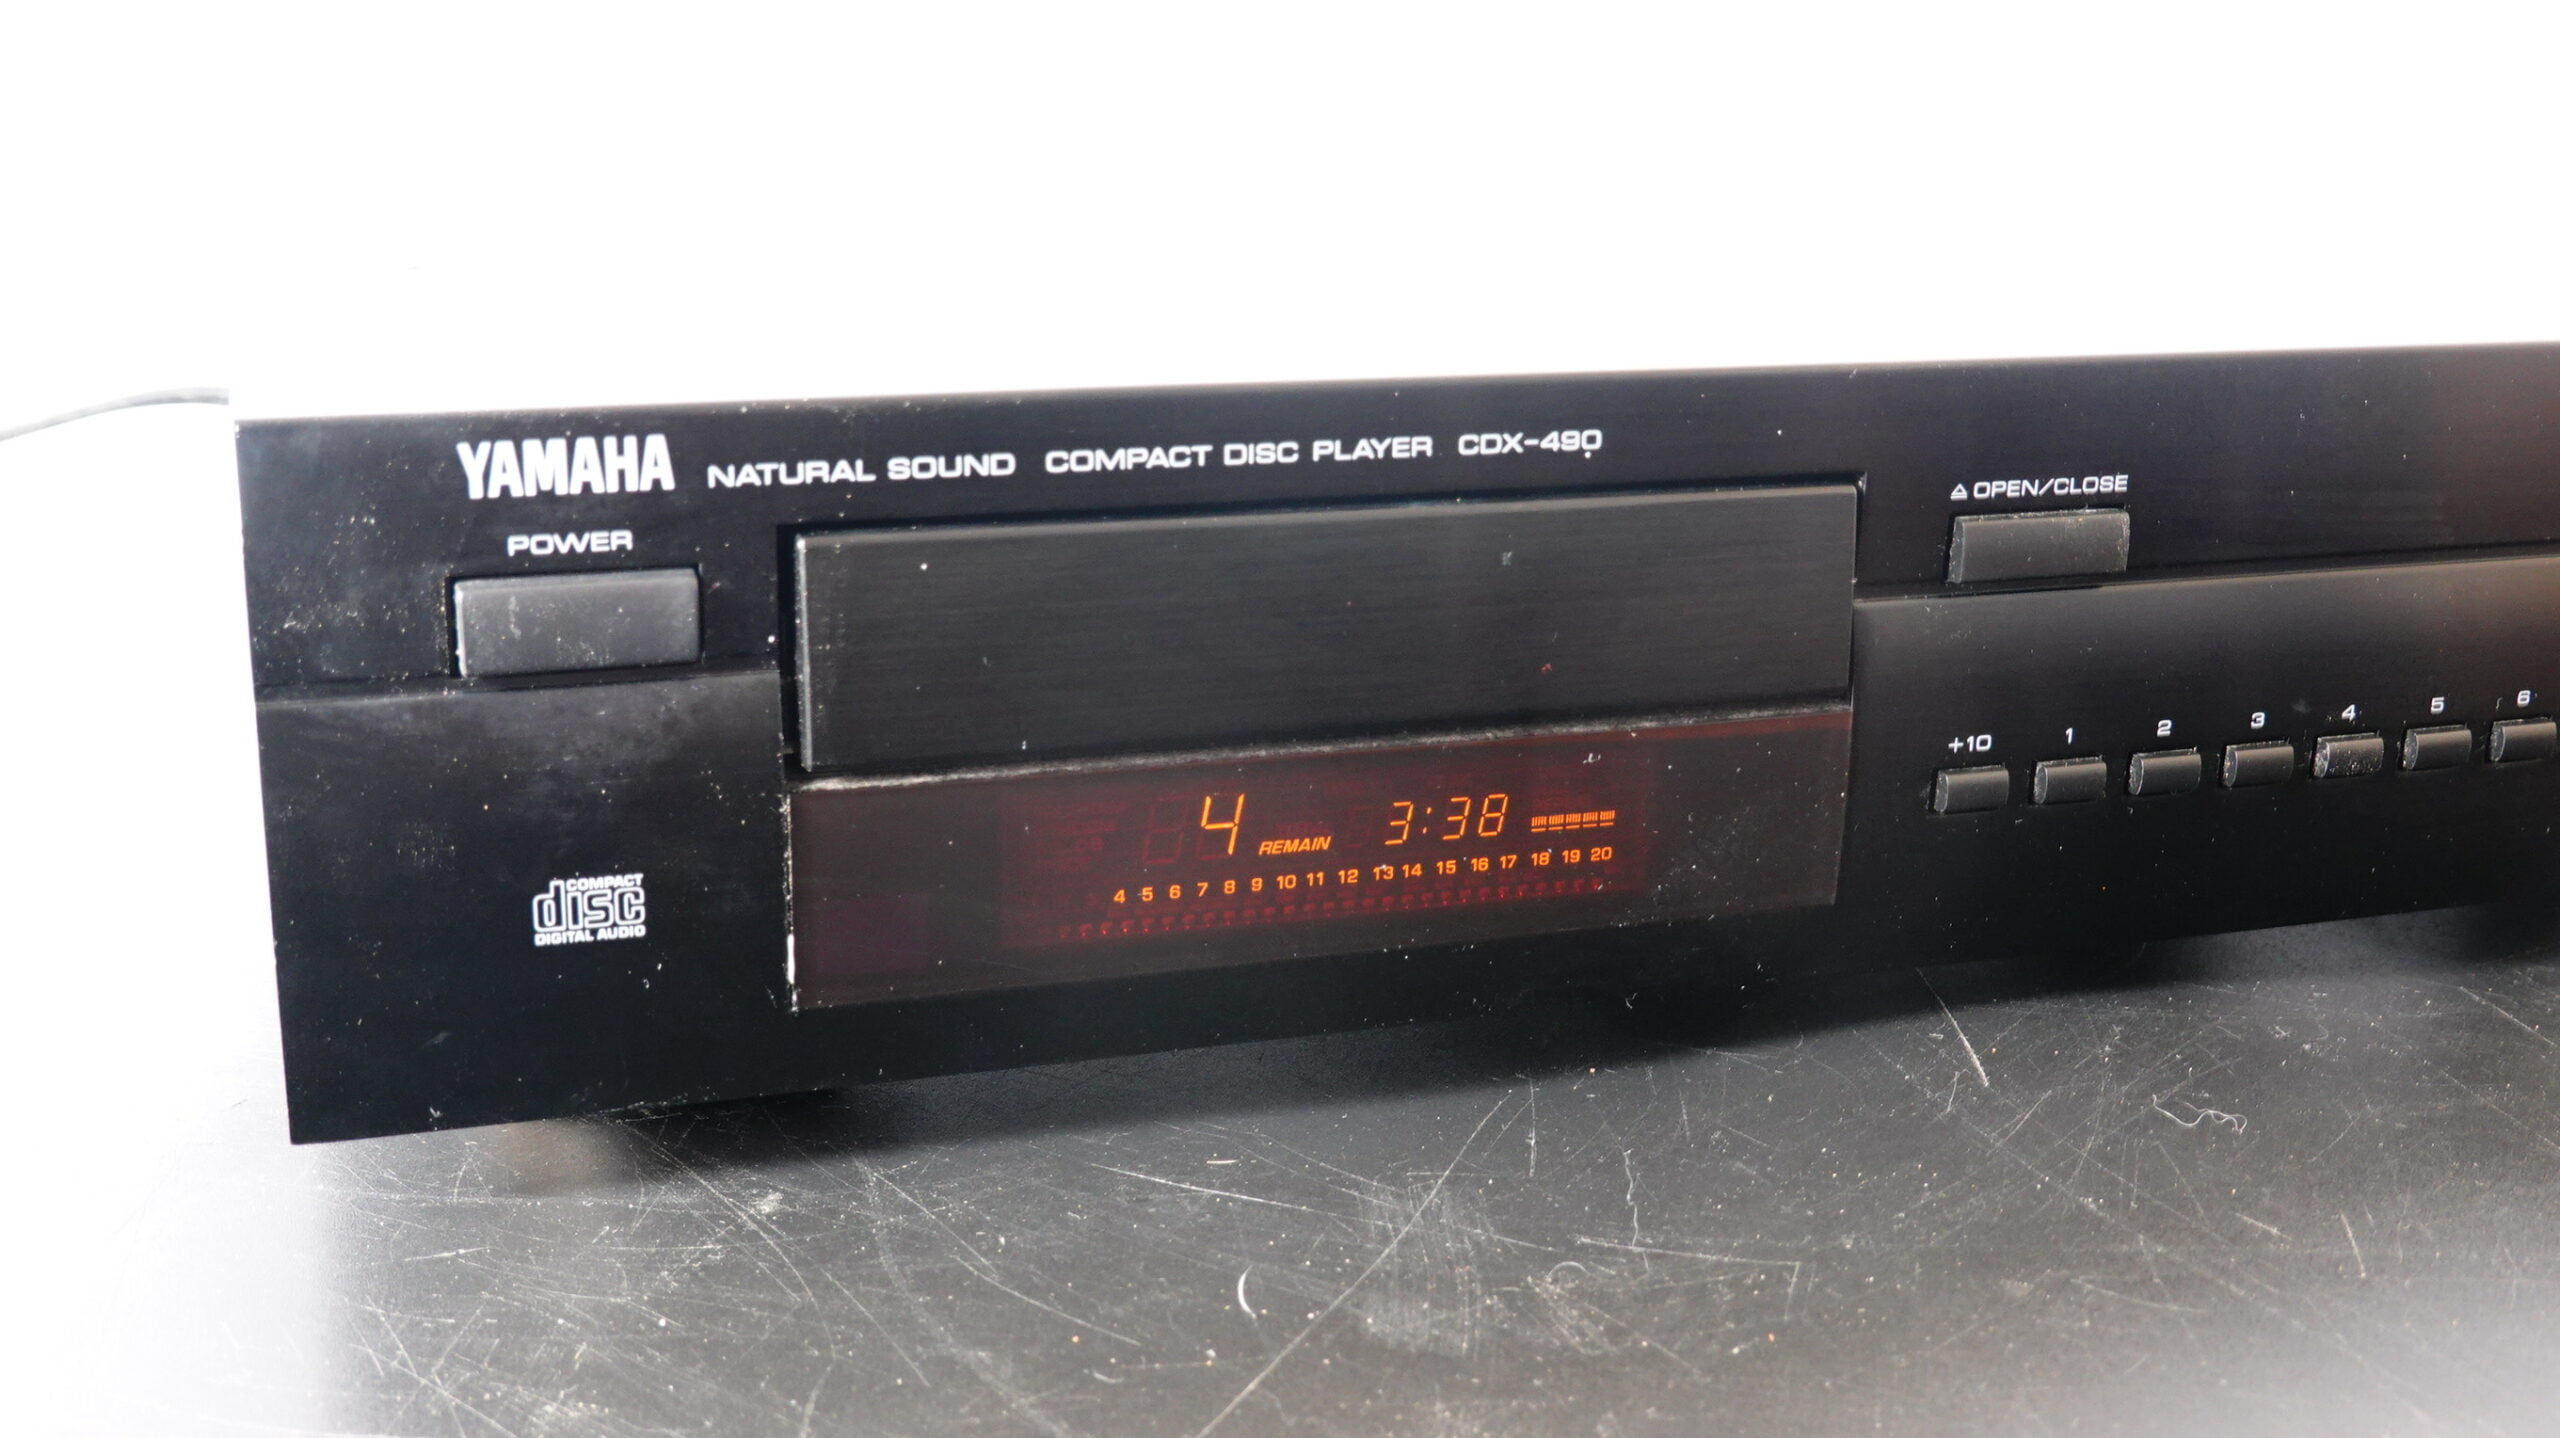 YAMAHA NATURAL SOUND COMPACT DISC PLAYER CDX-490
POWER
OPEN/CLOSE
+10 1 2 3 4 5 6
4 REMAIN 3:38
4 5 6 7 8 9 10 11 12 13 14 15 16 17 18 19 20
COMPACT
disc
DIGITAL AUDIO